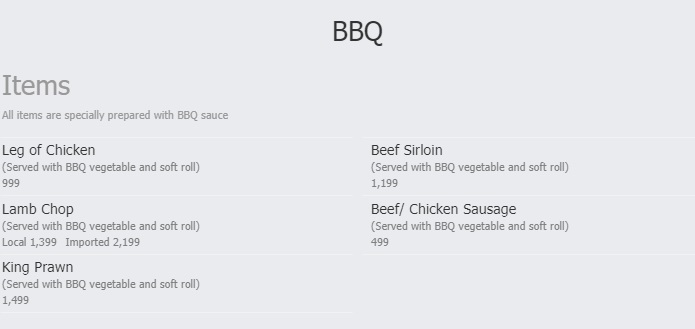 BBQ
Items
All items are specially prepared with BBQ sauce
Leg of Chicken
(Served with BBQ vegetable and soft roll)
999
Beef Sirloin
(Served with BBQ vegetable and soft roll)
1,199
Lamb Chop
(Served with BBQ vegetable and soft roll)
Local 1,399 Imported 2,199
Beef/ Chicken Sausage
(Served with BBQ vegetable and soft roll)
499
King Prawn
(Served with BBQ vegetable and soft roll)
1,499